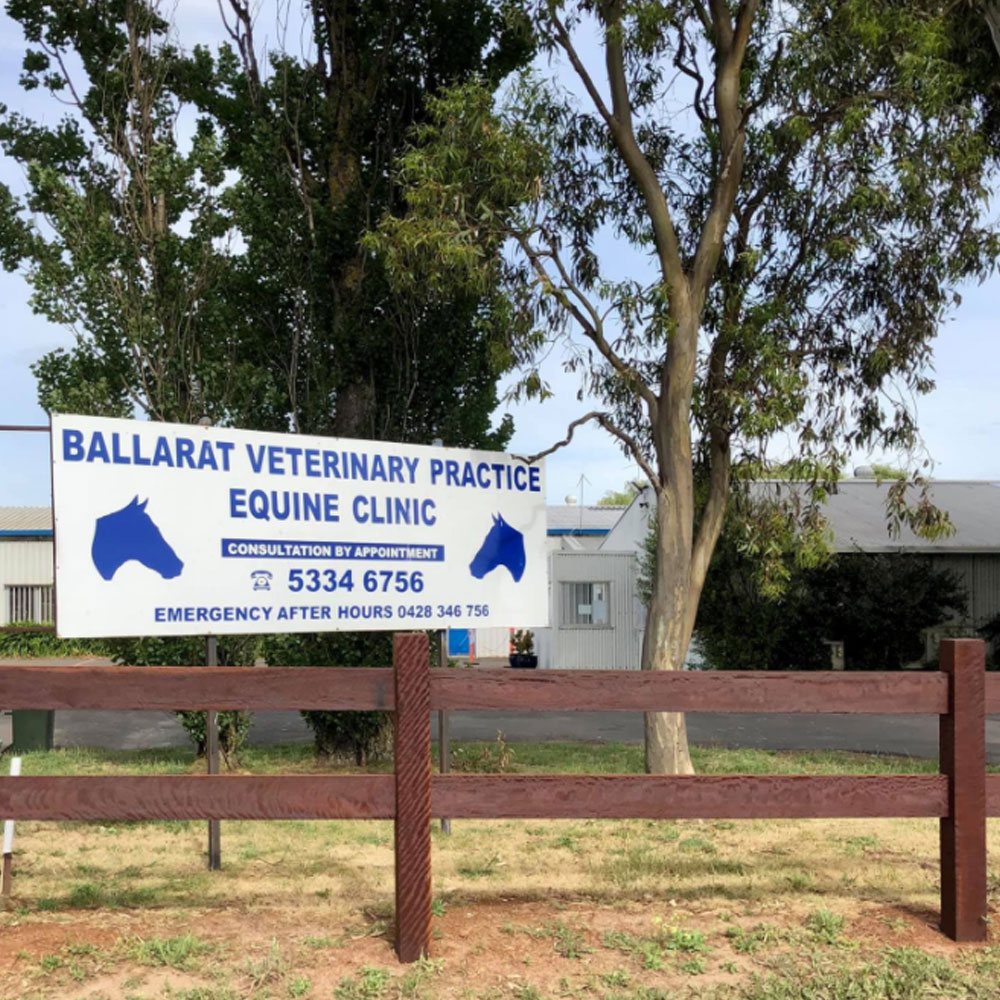 BALLARAT VETERINARY PRACTICE
EQUINE CLINIC
CONSULTATION BY APPOINTMENT
5334 6756
EMERGENCY AFTER HOURS 0428 346 756